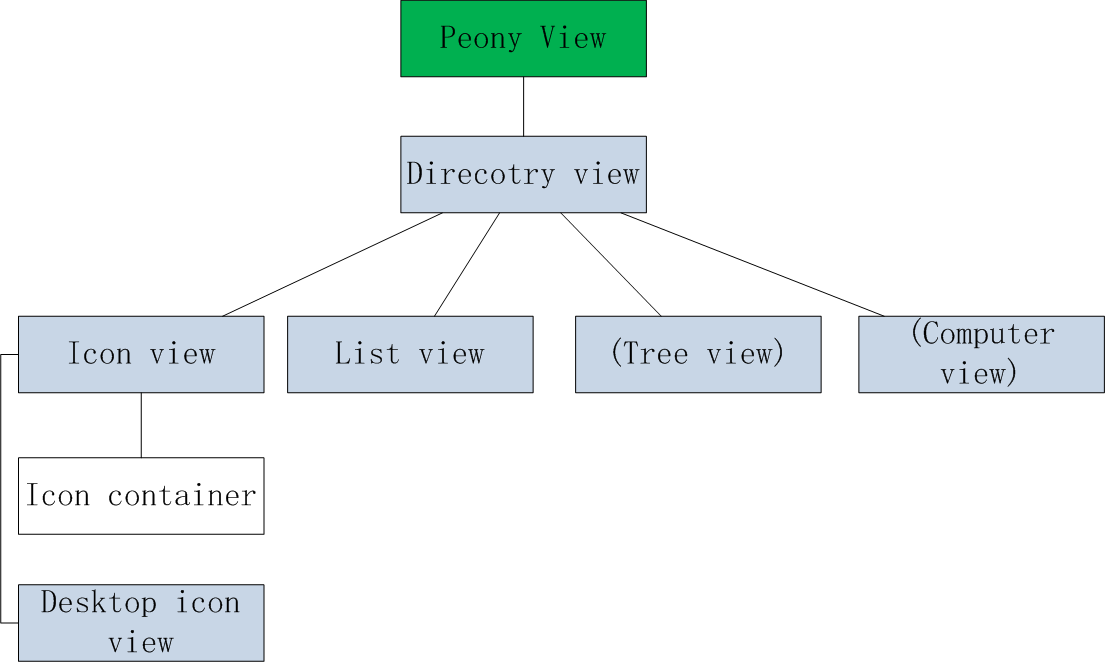 Peony View
Direcotry view
Icon view
List view
(Tree view)
(Computer
view)
Icon container
Desktop icon
view